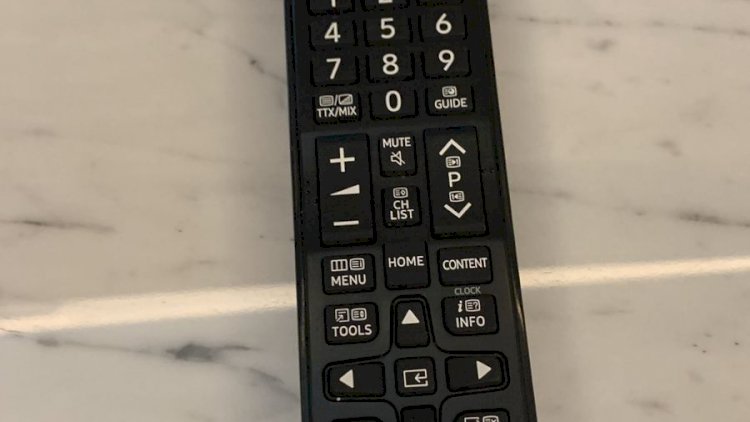 4 5 6
7 8 9
TTX/MIX 0 GUIDE
+ MUTE
P
CH
LIST
−
HOME
MENU CONTENT
CLOCK
TOOLS i INFO